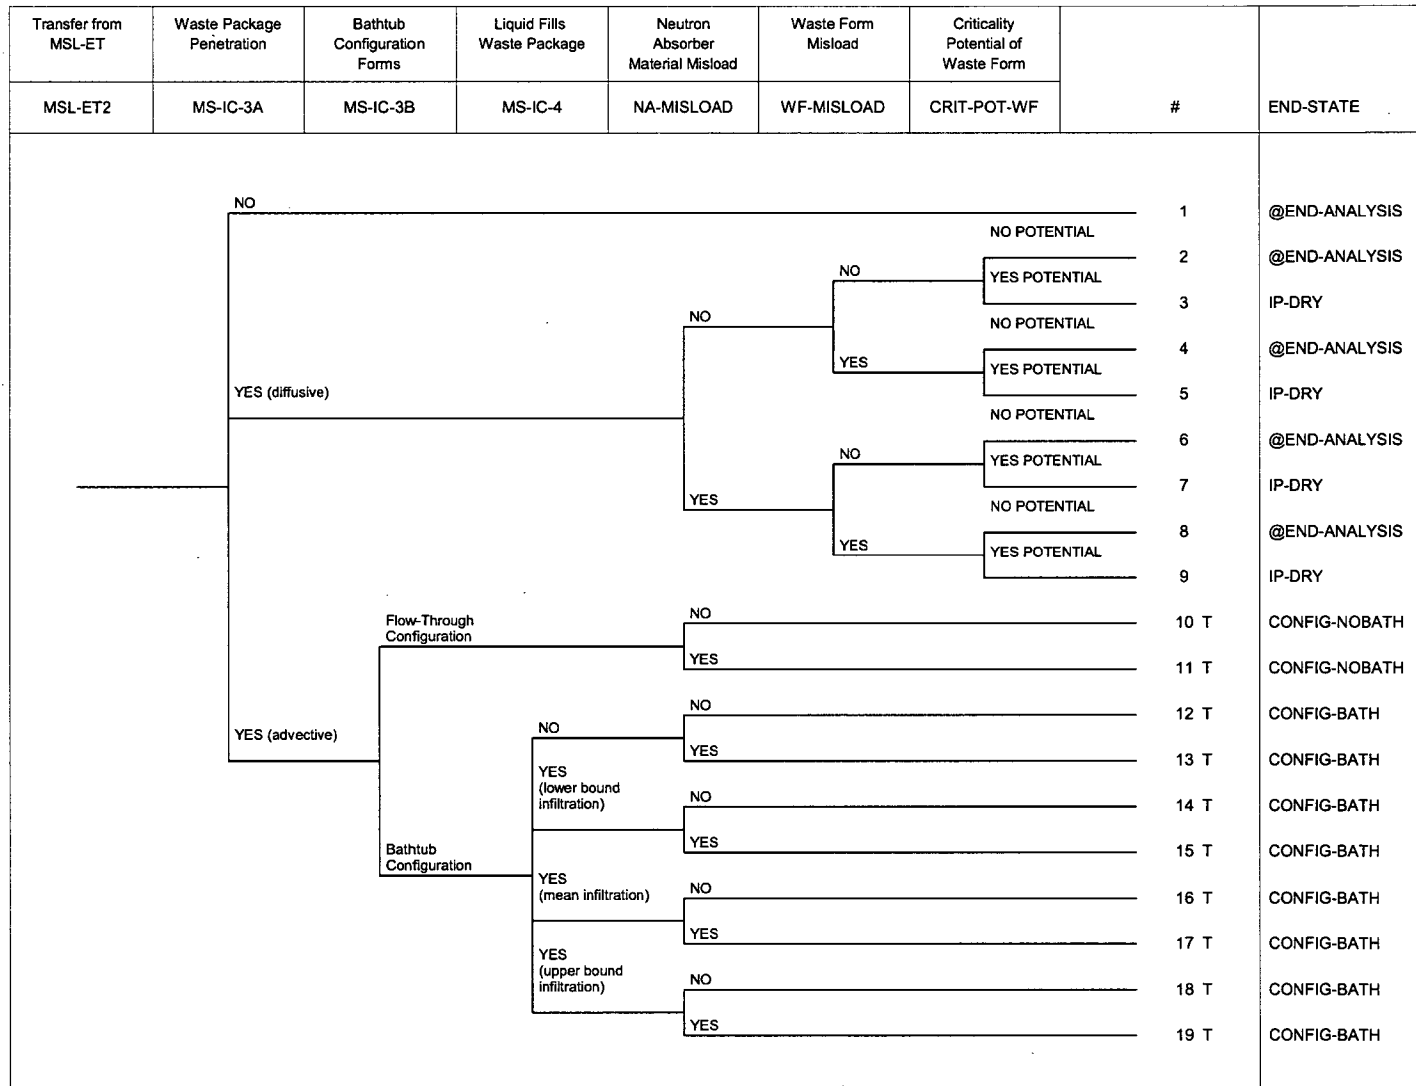 Transfer from
MSL-ET
Waste Package
Penetration
Bathtub
Configuration
Forms
Liquid Fills
Waste Package
Neutron
Absorber
Material Misload
Waste Form
Misload
Criticality
Potential of
Waste Form
MSL-ET2
MS-IC-3A
MS-IC-3B
MS-IC-4
NA-MISLOAD
WF-MISLOAD
CRIT-POT-WF
#
END-STATE
NO
1
@END-ANALYSIS
NO POTENTIAL
2
@END-ANALYSIS
NO
YES POTENTIAL
3
IP-DRY
NO
NO POTENTIAL
4
@END-ANALYSIS
YES
YES POTENTIAL
5
IP-DRY
YES (diffusive)
NO POTENTIAL
6
@END-ANALYSIS
NO
YES POTENTIAL
7
IP-DRY
YES
NO POTENTIAL
8
@END-ANALYSIS
YES
YES POTENTIAL
9
IP-DRY
Flow-Through
Configuration
NO
10 T
CONFIG-NOBATH
YES
11 T
CONFIG-NOBATH
NO
12 T
CONFIG-BATH
YES (advective)
NO
YES
13 T
CONFIG-BATH
YES
(lower bound
infiltration)
NO
14 T
CONFIG-BATH
YES
15 T
CONFIG-BATH
Bathtub
Configuration
YES
(mean infiltration)
NO
16 T
CONFIG-BATH
YES
17 T
CONFIG-BATH
YES
(upper bound
infiltration)
NO
18 T
CONFIG-BATH
YES
19 T
CONFIG-BATH